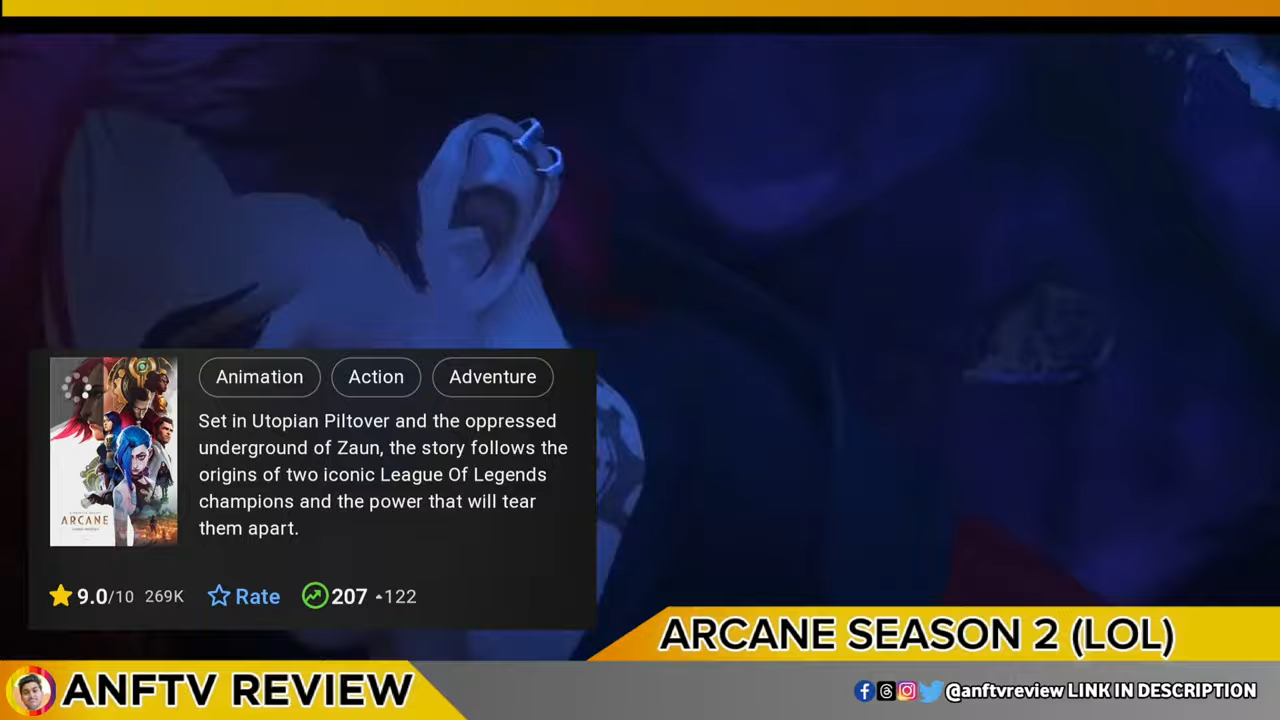 Animation
Action
Adventure
Set in Utopian Piltover and the oppressed
underground of Zaun, the story follows the
origins of two iconic League Of Legends
champions and the power that will tear
them apart.
ARCANE
9.0/10 269K
Rate
207
122
ARCANE SEASON 2 (LOL)
ANFTV REVIEW
@anftvreview LINK IN DESCRIPTION